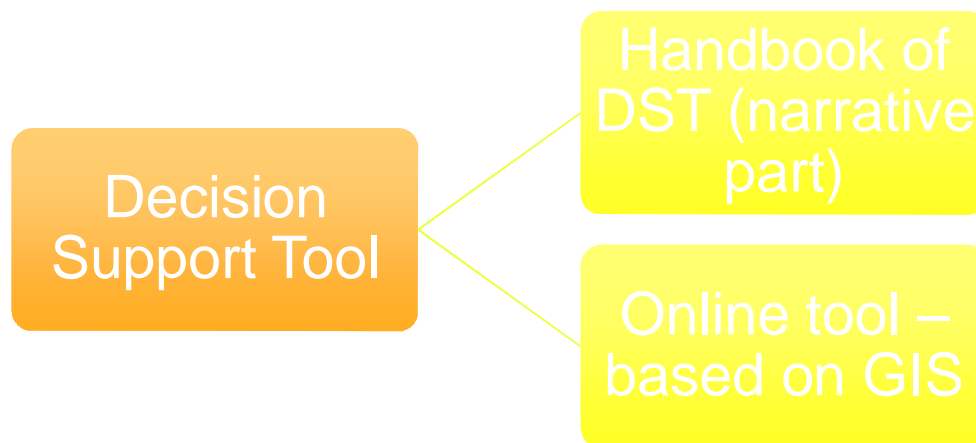 Decision
Support Tool
Handbook of
DST (narrative
part)
Online tool –
based on GIS